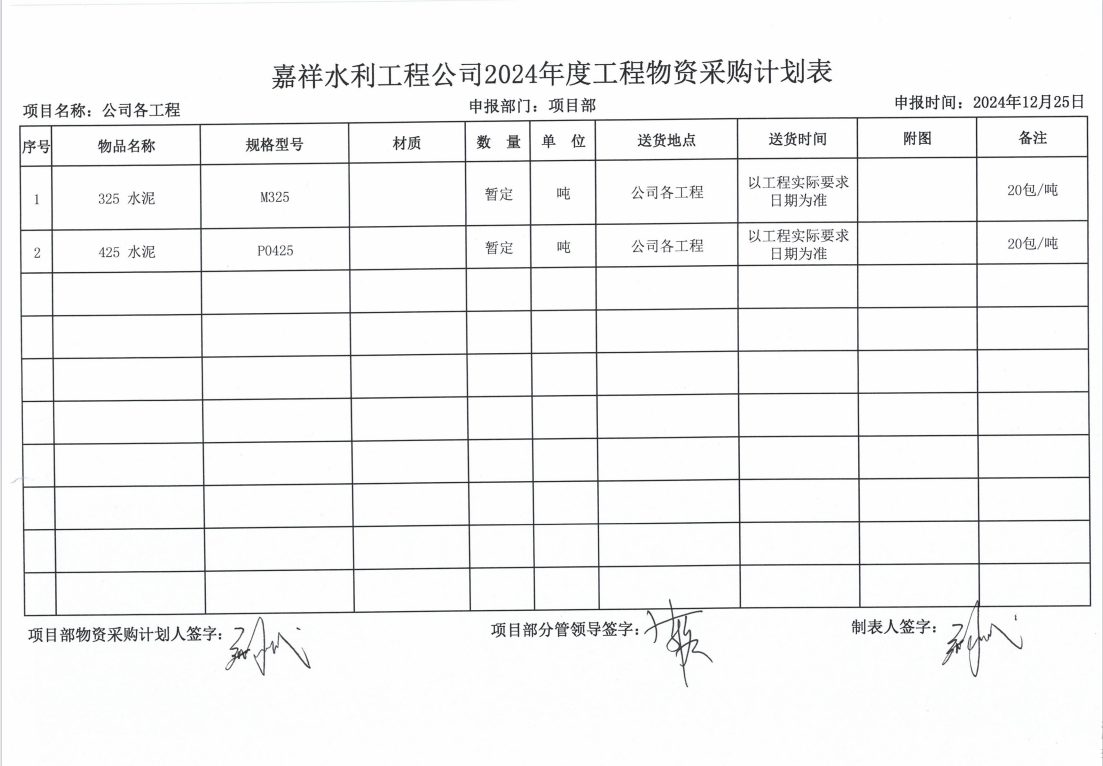 嘉祥水利工程公司2024年度工程物资采购计划表
项目名称：公司各工程 申报部门：项目部 申报时间：2024年12月25日
序号 物品名称 规格型号 材质 数 量 单 位 送货地点 送货时间 附图 备注
1 325 水泥 M325 暂定 吨 公司各工程 以工程实际要求 20包/吨
日期为准
2 425 水泥 PO425 暂定 吨 公司各工程 以工程实际要求 20包/吨
日期为准
项目部物资采购计划人签字： 项目部分管领导签字： 制表人签字：